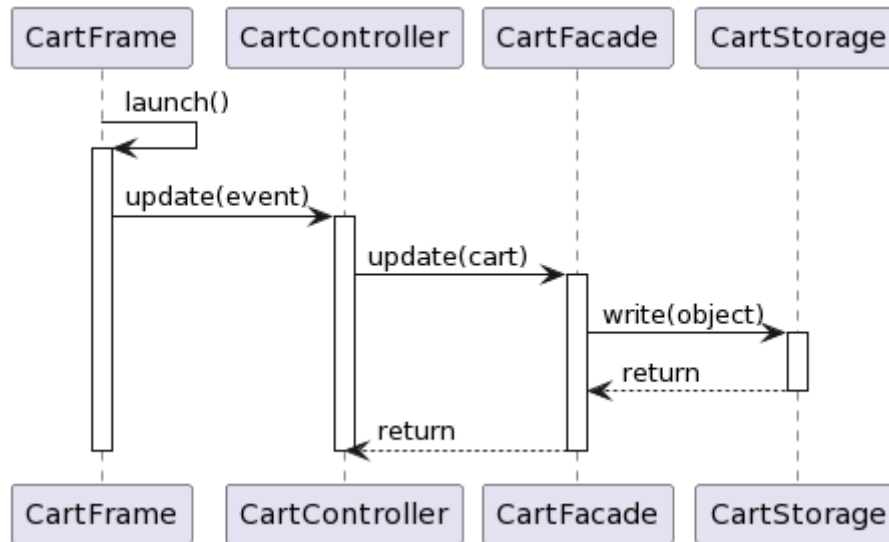 CartFrame CartController CartFacade CartStorage
launch()
update(event)
update(cart)
write(object)
return
return
CartFrame CartController CartFacade CartStorage